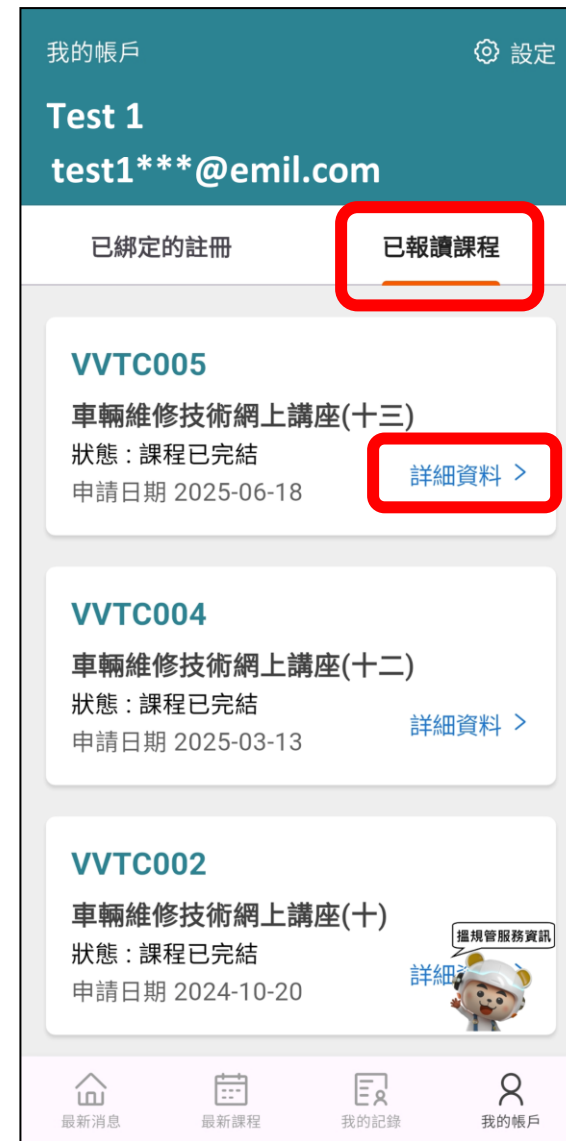 我的帳戶
設定
Test 1
test1***@emil.com
已綁定的註冊
已報讀課程
VVTC005
車輛維修技術網上講座(十三)
狀態 : 課程已完結
申請日期 2025-06-18
詳細資料 >
VVTC004
車輛維修技術網上講座(十二)
狀態 : 課程已完結
申請日期 2025-03-13
詳細資料 >
VVTC002
車輛維修技術網上講座(十)
狀態 : 課程已完結
申請日期 2024-10-20
詳細
搵規管服務資訊
最新消息
最新課程
我的記錄
我的帳戶